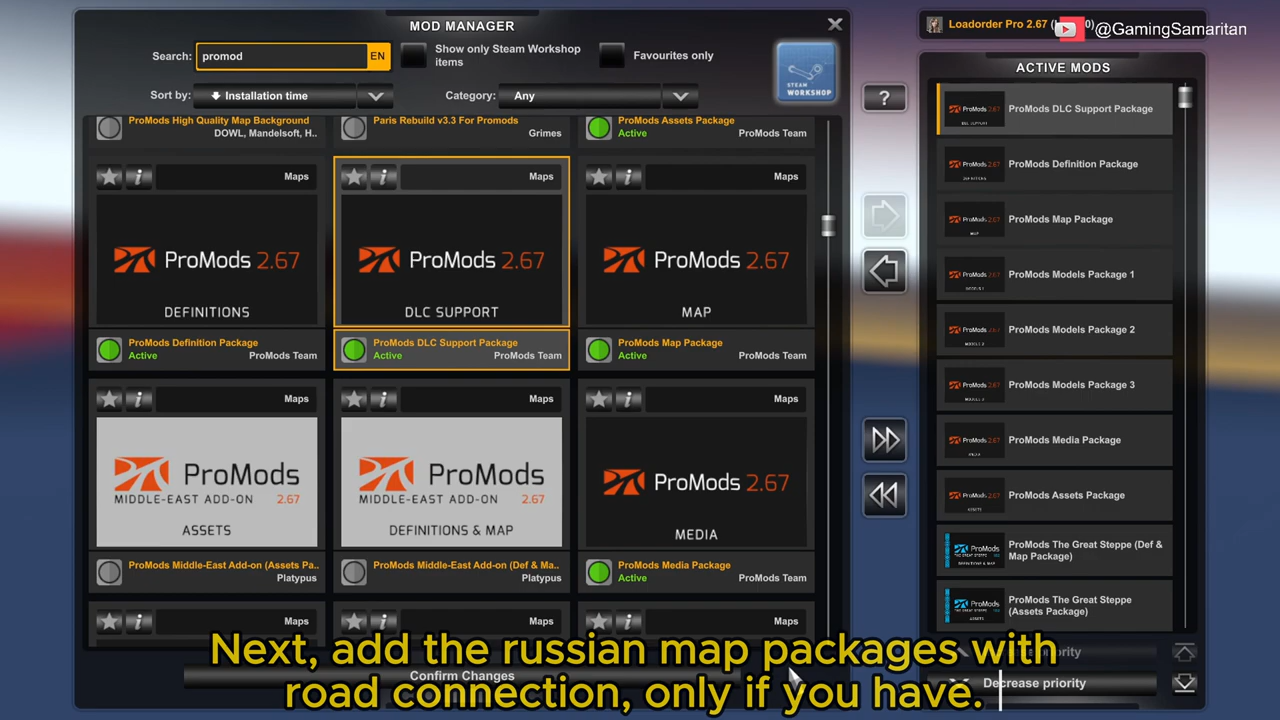 MOD MANAGER
Search: promod EN
Show only Steam Workshop items
Favourites only
Sort by: Installation time
Category: Any
STEAM WORKSHOP
ProMods High Quality Map Background
DOWL, Mandelsoft, H..
Paris Rebuild v3.3 For Promods
Grimes
ProMods Assets Package
Active ProMods Team
Maps
ProMods 2.67
DEFINITIONS
ProMods Definition Package
Active ProMods Team
Maps
ProMods 2.67
DLC SUPPORT
ProMods DLC Support Package
Active ProMods Team
Maps
ProMods 2.67
MAP
ProMods Map Package
Active ProMods Team
Maps
ProMods
MIDDLE-EAST ADD-ON 2.67
ASSETS
ProMods Middle-East Add-on (Assets Pa..
Platypus
Maps
ProMods
MIDDLE-EAST ADD-ON 2.67
DEFINITIONS & MAP
ProMods Middle-East Add-on (Def & Ma..
Platypus
Maps
ProMods 2.67
MEDIA
ProMods Media Package
Active ProMods Team
Maps
Maps
Maps
Confirm Changes
?
Loadorder Pro 2.67
@GamingSamaritan
ACTIVE MODS
ProMods DLC Support Package
ProMods Definition Package
ProMods Map Package
ProMods Models Package 1
ProMods Models Package 2
ProMods Models Package 3
ProMods Media Package
ProMods Assets Package
ProMods The Great Steppe (Def &
Map Package)
ProMods The Great Steppe
(Assets Package)
priority
Decrease priority
Next, add the russian map packages with
road connection, only if you have.